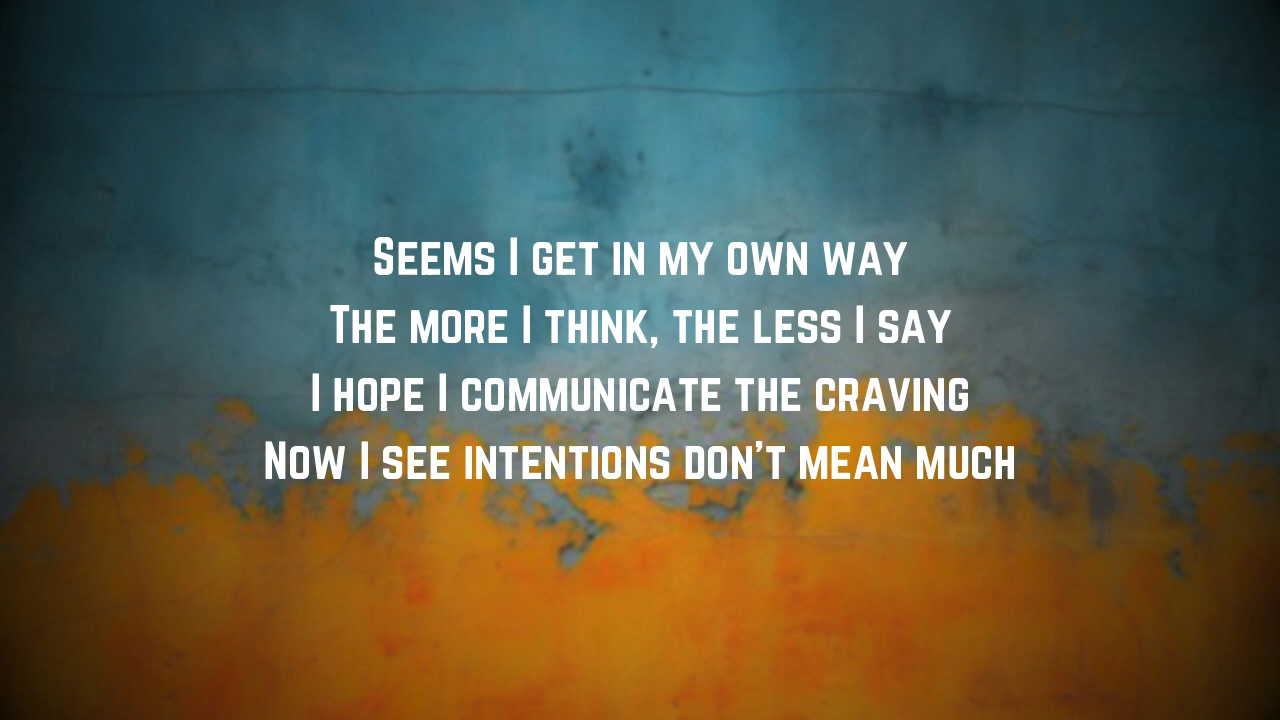 Seems I get in my own way
The more I think, the less I say
I hope I communicate the craving
Now I see intentions don't mean much